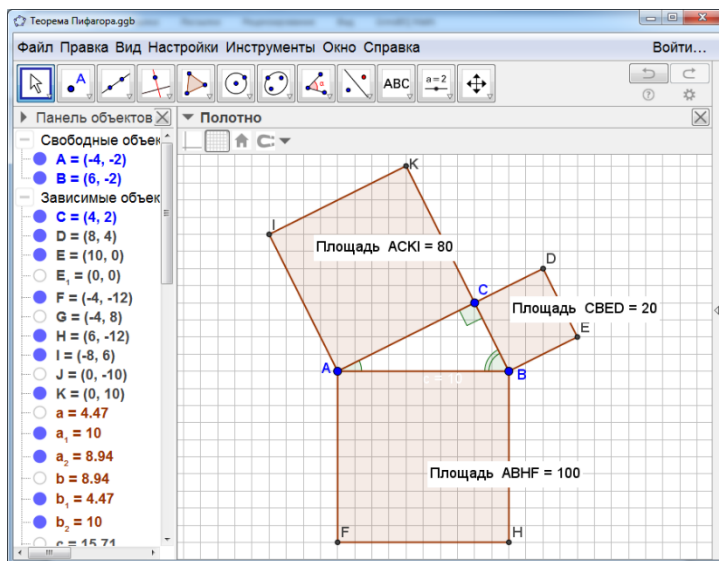 Теорема Пифагора.ggb
Файл Правка Вид Настройки Инструменты Окно Справка Войти...
A ABC a=2
Панель объектов
Полотно
Свободные объек
A = (-4, -2)
B = (6, -2)
Зависимые объек
C = (4, 2)
D = (8, 4)
E = (10, 0)
E₁ = (0, 0)
F = (-4, -12)
G = (-4, 8)
H = (6, -12)
I = (-8, 6)
J = (0, -10)
K = (0, 10)
a = 4.47
a₁ = 10
a₂ = 8.94
b = 8.94
b₁ = 4.47
b₂ = 10
c = 15.71
K
I
Площадь ACKI = 80
D
C
Площадь CBED = 20
E
A
c = 10
B
Площадь ABHF = 100
F
H